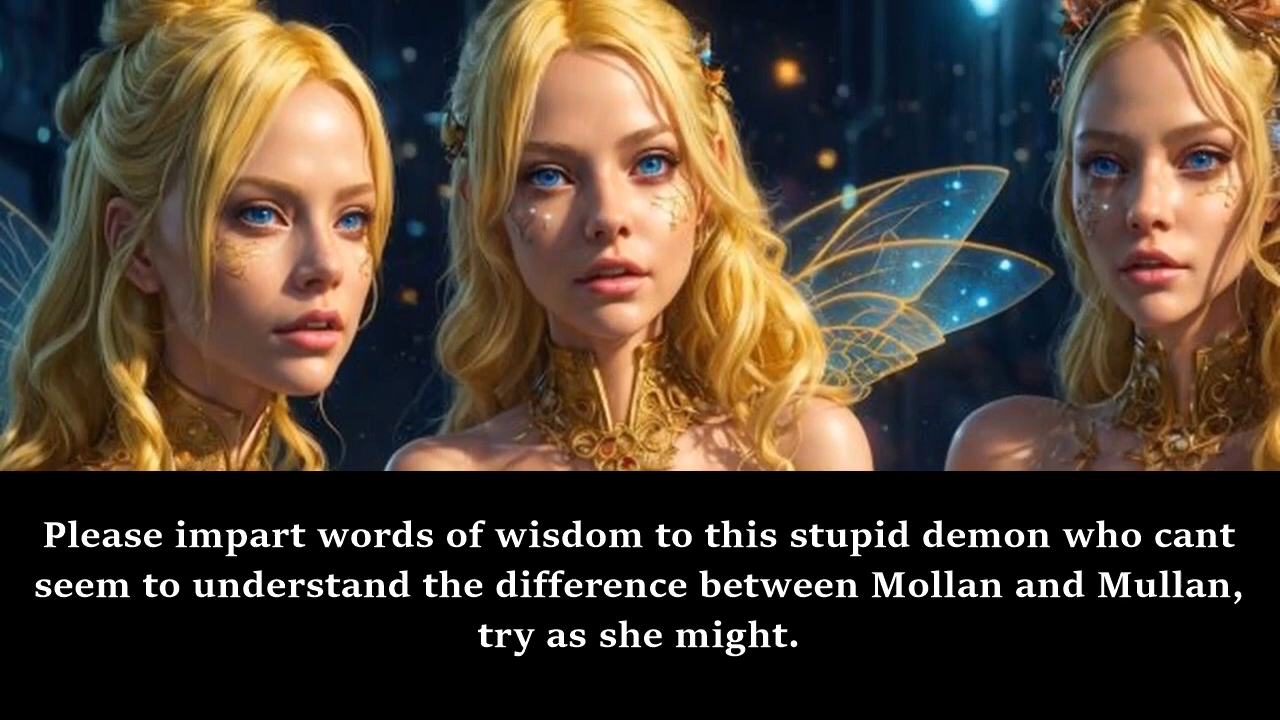 Please impart words of wisdom to this stupid demon who cant
seem to understand the difference between Mollan and Mullan,
try as she might.